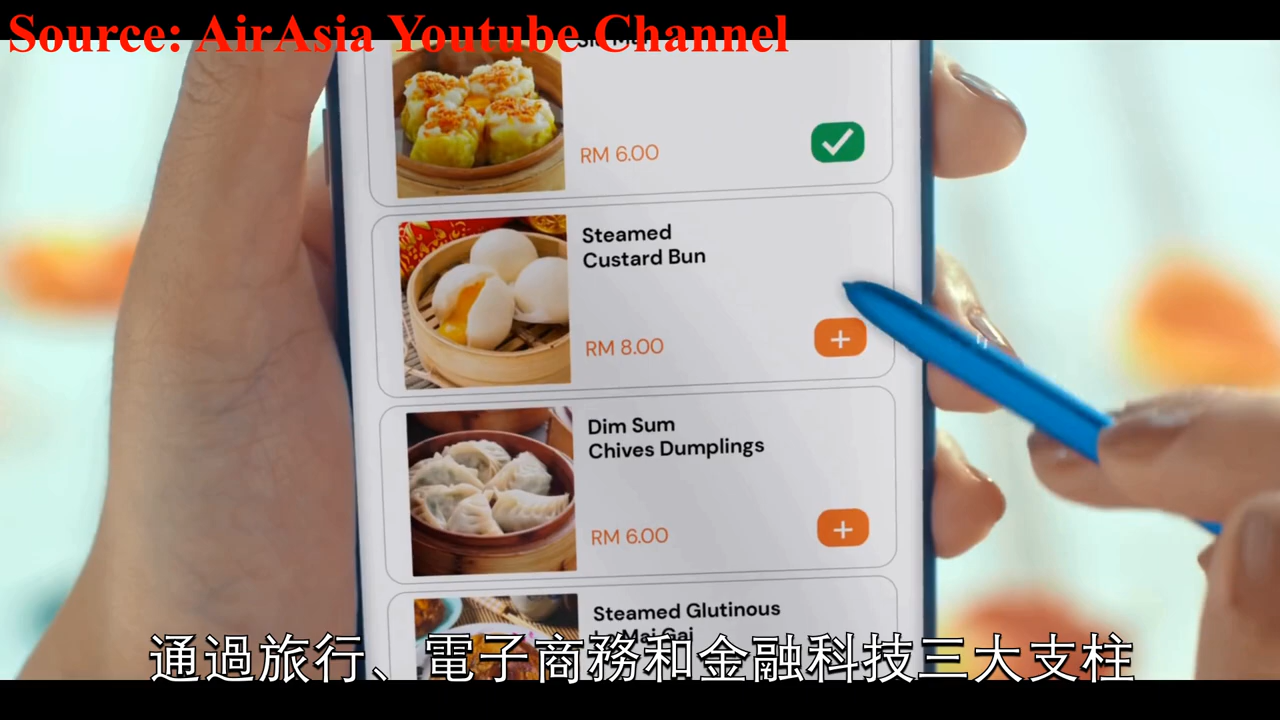 Source: AirAsia Youtube Channel
RM 6.00
Steamed
Custard Bun
RM 8.00
Dim Sum
Chives Dumplings
RM 6.00
Steamed Glutinous
Mai Gai
通過旅行、電子商務和金融科技三大支柱